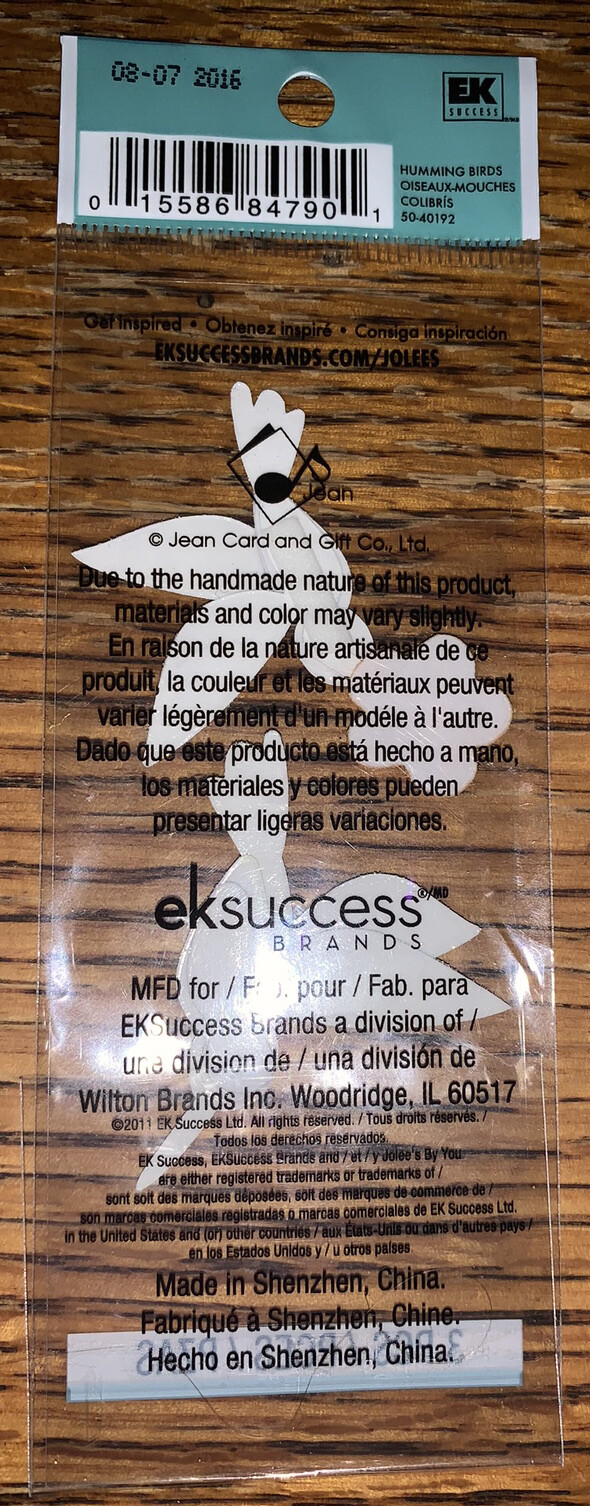 08-07 2016
EK
SUCCESS
0 15586 84790 1
HUMMING BIRDS
OISEAUX-MOUCHES
COLIBRÍS
50-40192
Get inspired • Obtenez inspiré • Consiga inspiración
EKSUCCESSBRANDS.COM/JOLEES
Jean
© Jean Card and Gift Co., Ltd.
Due to the handmade nature of this product,
materials and color may vary slightly.
En raison de la nature artisanale de ce
produit, la couleur et les matériaux peuvent
varier légèrement d'un modéle à l'autre.
Dado que este producto está hecho a mano,
los materiales y colores pueden
presentar ligeras variaciones.
eksuccess ®/MD
BRANDS
MFD for / Fab. pour / Fab. para
EKSuccess Brands a division of /
une division de / una división de
Wilton Brands Inc. Woodridge, IL 60517
©2011 EK Success Ltd. All rights reserved. / Tous droits réservés. /
Todos los derechos reservados.
EK Success, EKSuccess Brands and / et / y Jolee's By You
are either registered trademarks or trademarks of /
sont soit des marques déposées, soit des marques de commerce de /
son marcas comerciales registradas o marcas comerciales de EK Success Ltd.
in the United States and (or) other countries / aux États-Unis ou dans d'autres pays /
en los Estados Unidos y / u otros países
Made in Shenzhen, China.
Fabriqué à Shenzhen, Chine.
Hecho en Shenzhen, China.
3 PCS / PCES / PZAS